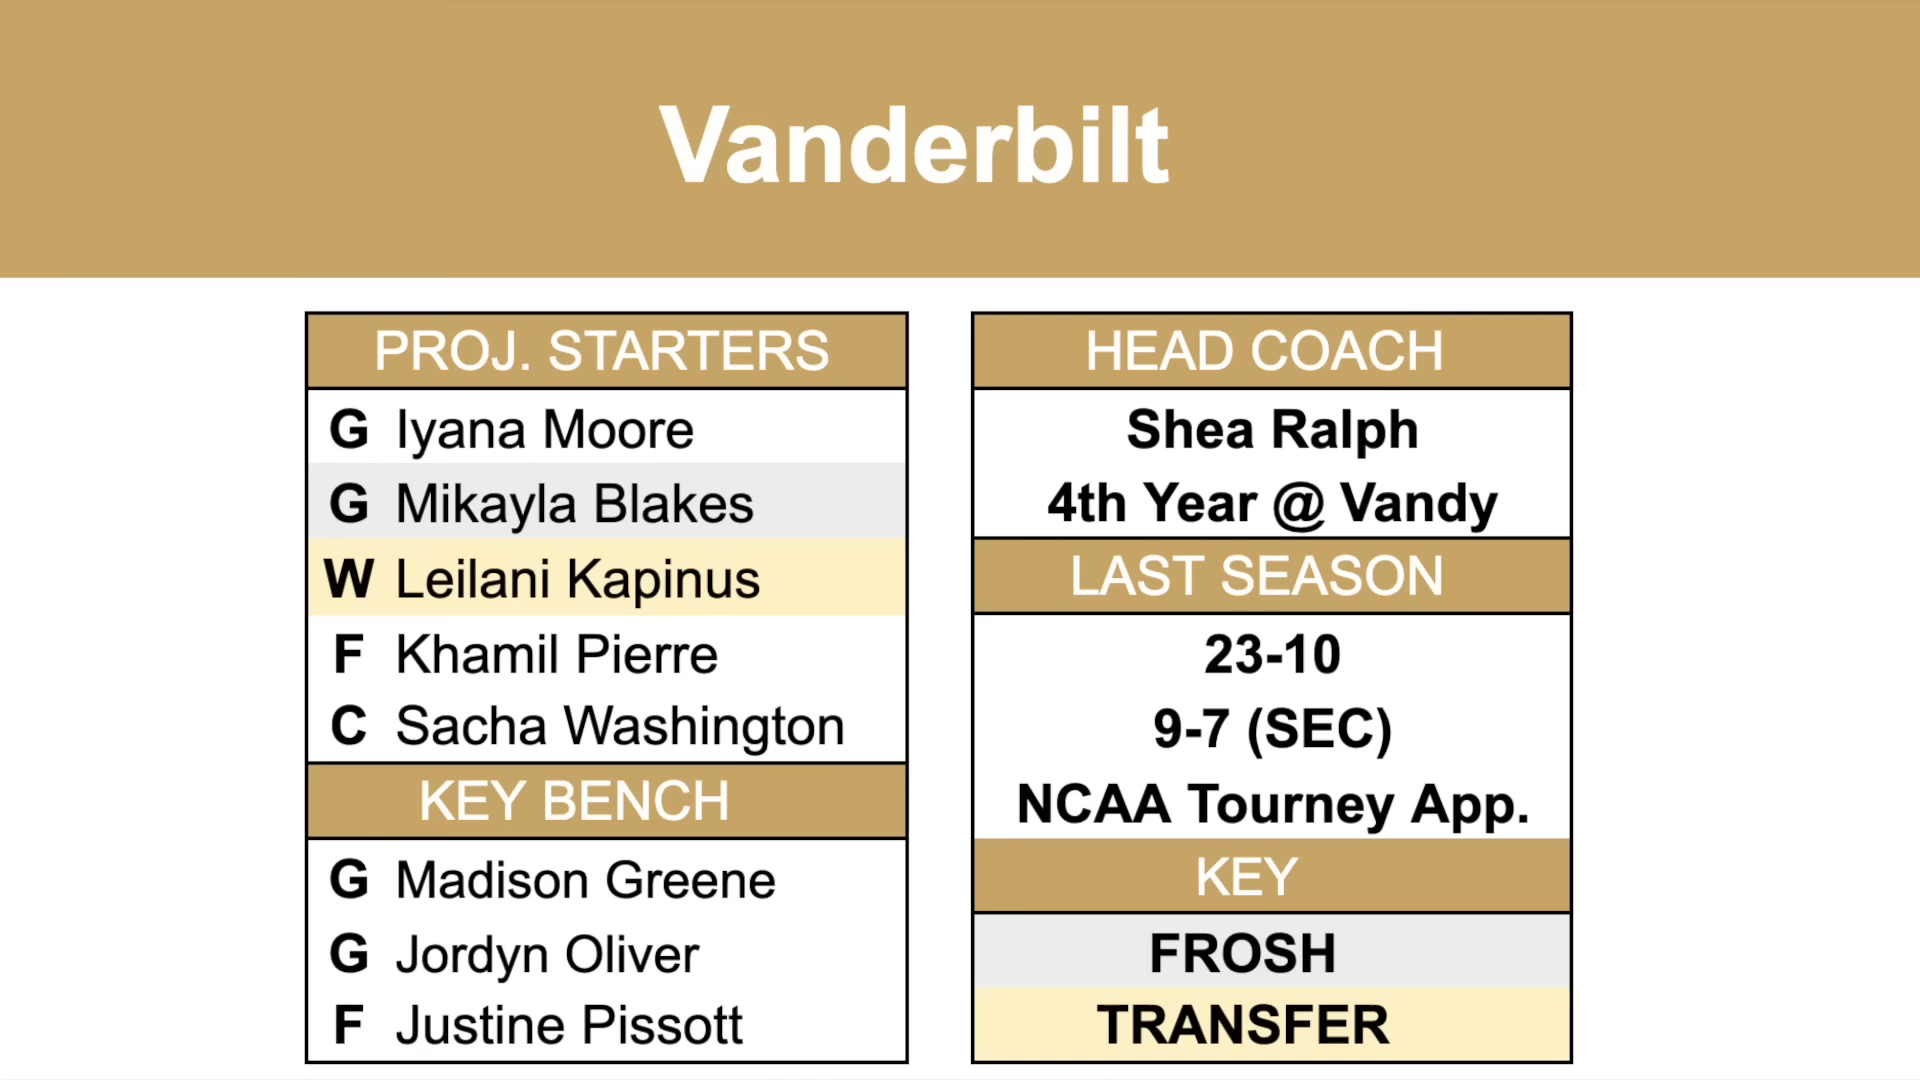 Vanderbilt
PROJ. STARTERS
G Iyana Moore
G Mikayla Blakes
W Leilani Kapinus
F Khamil Pierre
C Sacha Washington
KEY BENCH
G Madison Greene
G Jordyn Oliver
F Justine Pissott
HEAD COACH
Shea Ralph
4th Year @ Vandy
LAST SEASON
23-10
9-7 (SEC)
NCAA Tourney App.
KEY
FROSH
TRANSFER